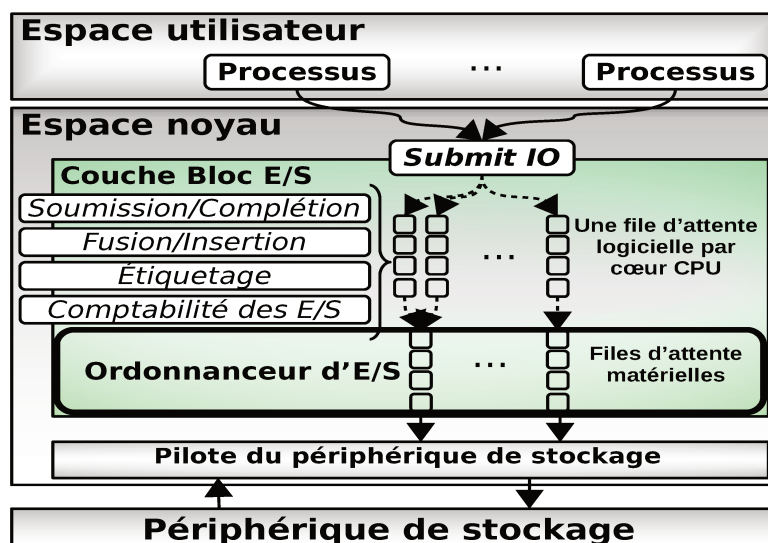 Espace utilisateur
Processus
...
Processus
Espace noyau
Submit IO
Couche Bloc E/S
Soumission/Complétion
Fusion/Insertion
Étiquetage
Comptabilité des E/S
...
Une file d’attente
logicielle par
cœur CPU
Ordonnanceur d’E/S
...
Files d’attente
matérielles
Pilote du périphérique de stockage
Périphérique de stockage